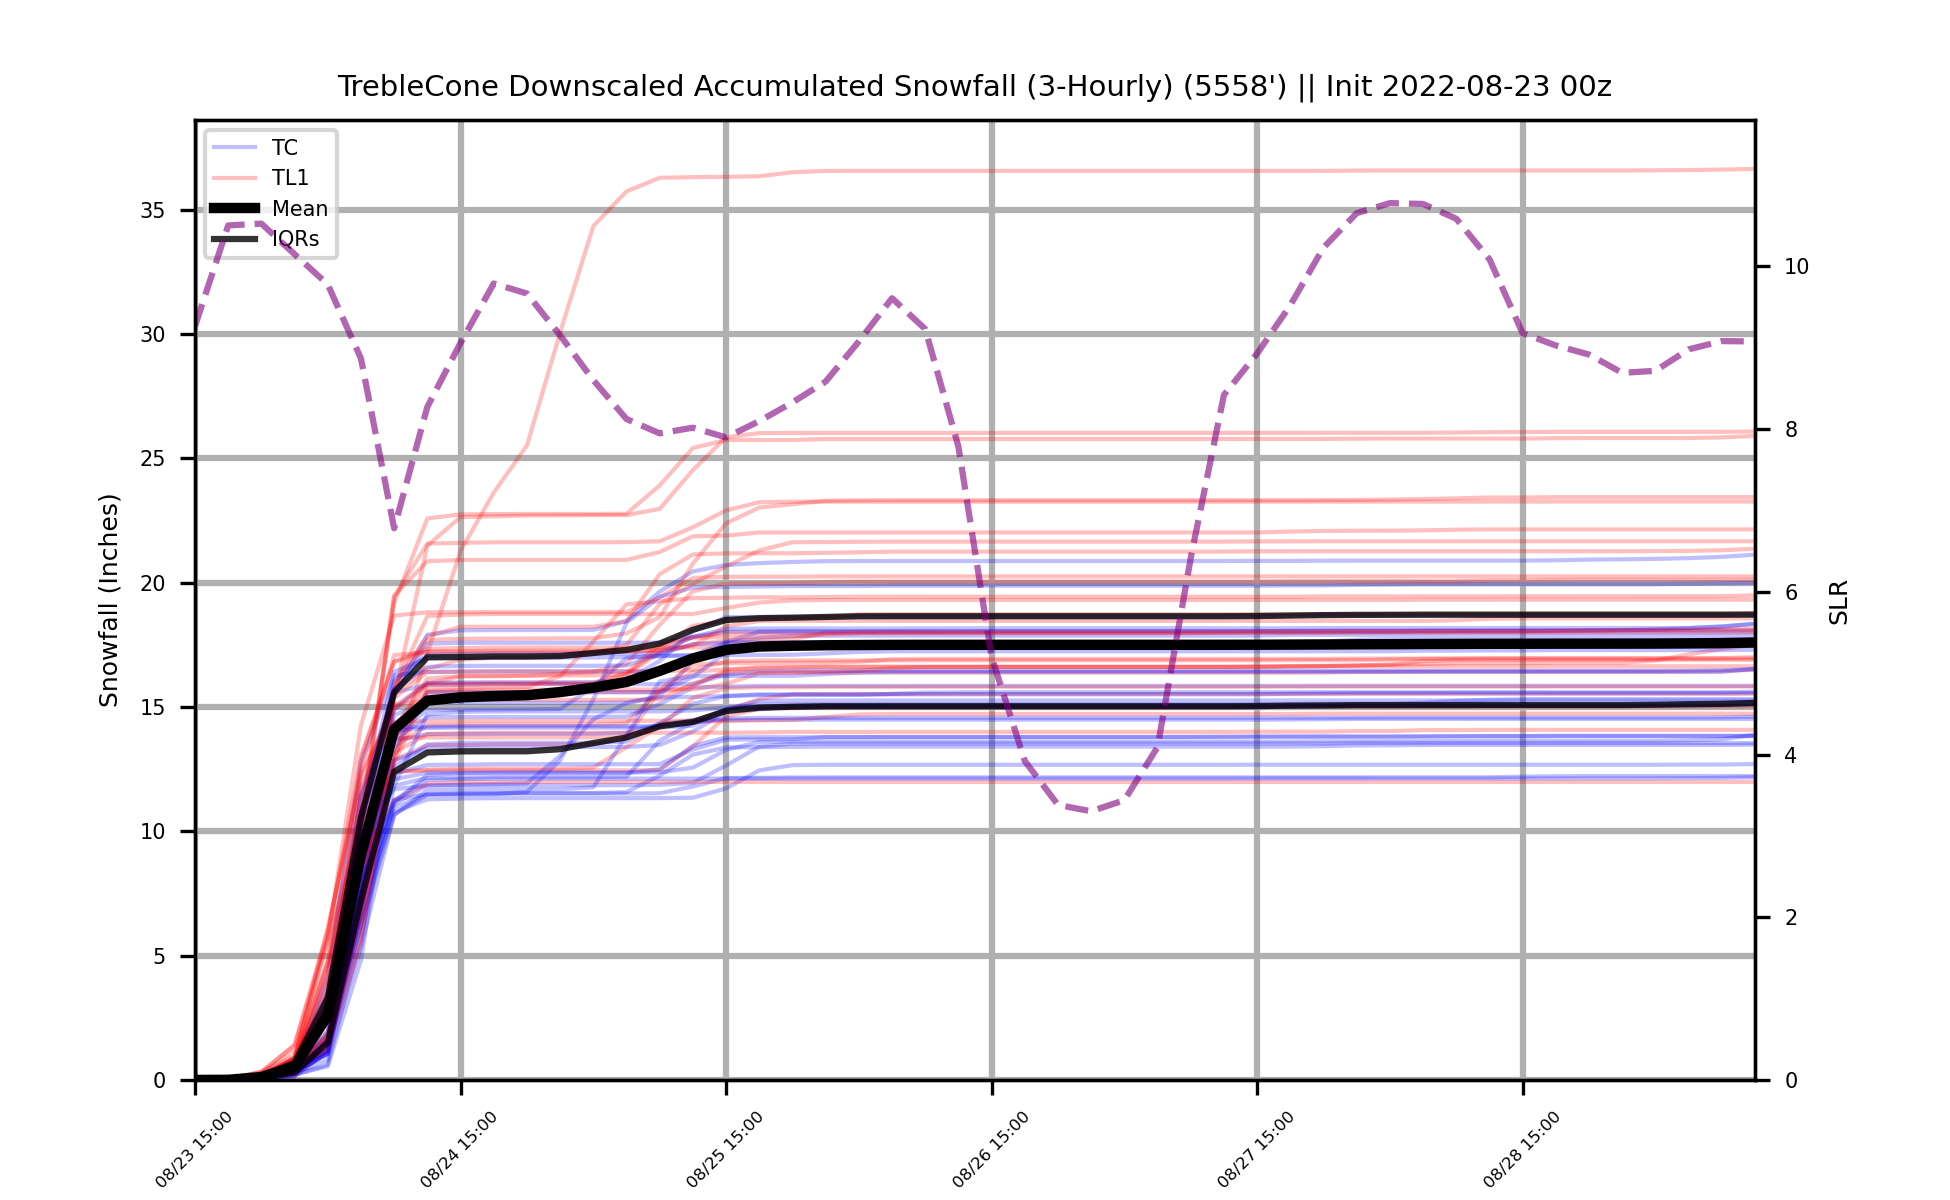 TrebleCone Downscaled Accumulated Snowfall (3-Hourly) (5558') || Init 2022-08-23 00z
TC
TL1
Mean
IQRs
35
30
25
20
15
10
5
0
Snowfall (Inches)
10
8
6
4
2
0
SLR
08/23 15:00
08/24 15:00
08/25 15:00
08/26 15:00
08/27 15:00
08/28 15:00